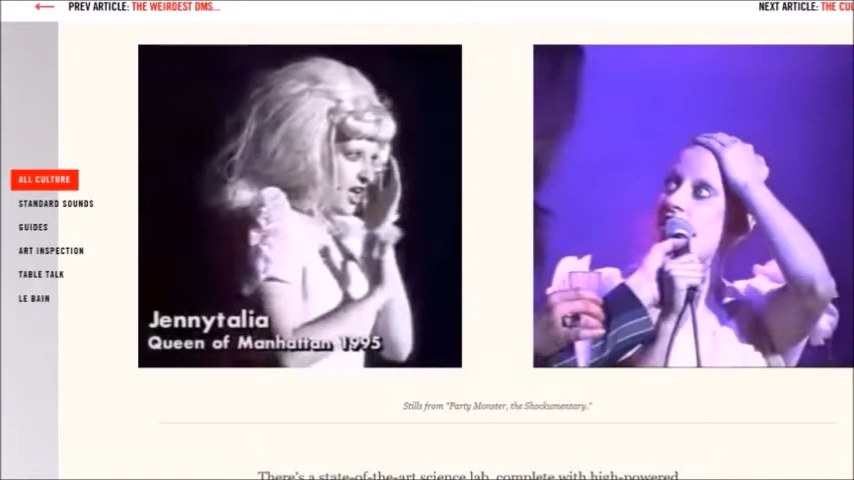 PREV ARTICLE: THE WEIRDEST DMS...
NEXT ARTICLE: THE CU
ALL CULTURE
STANDARD SOUNDS
GUIDES
ART INSPECTION
TABLE TALK
LE BAIN
Jennytalia
Queen of Manhattan 1995
Stills from "Party Monster, the Shockumentary."
There's a state-of-the-art science lab, complete with high-powered